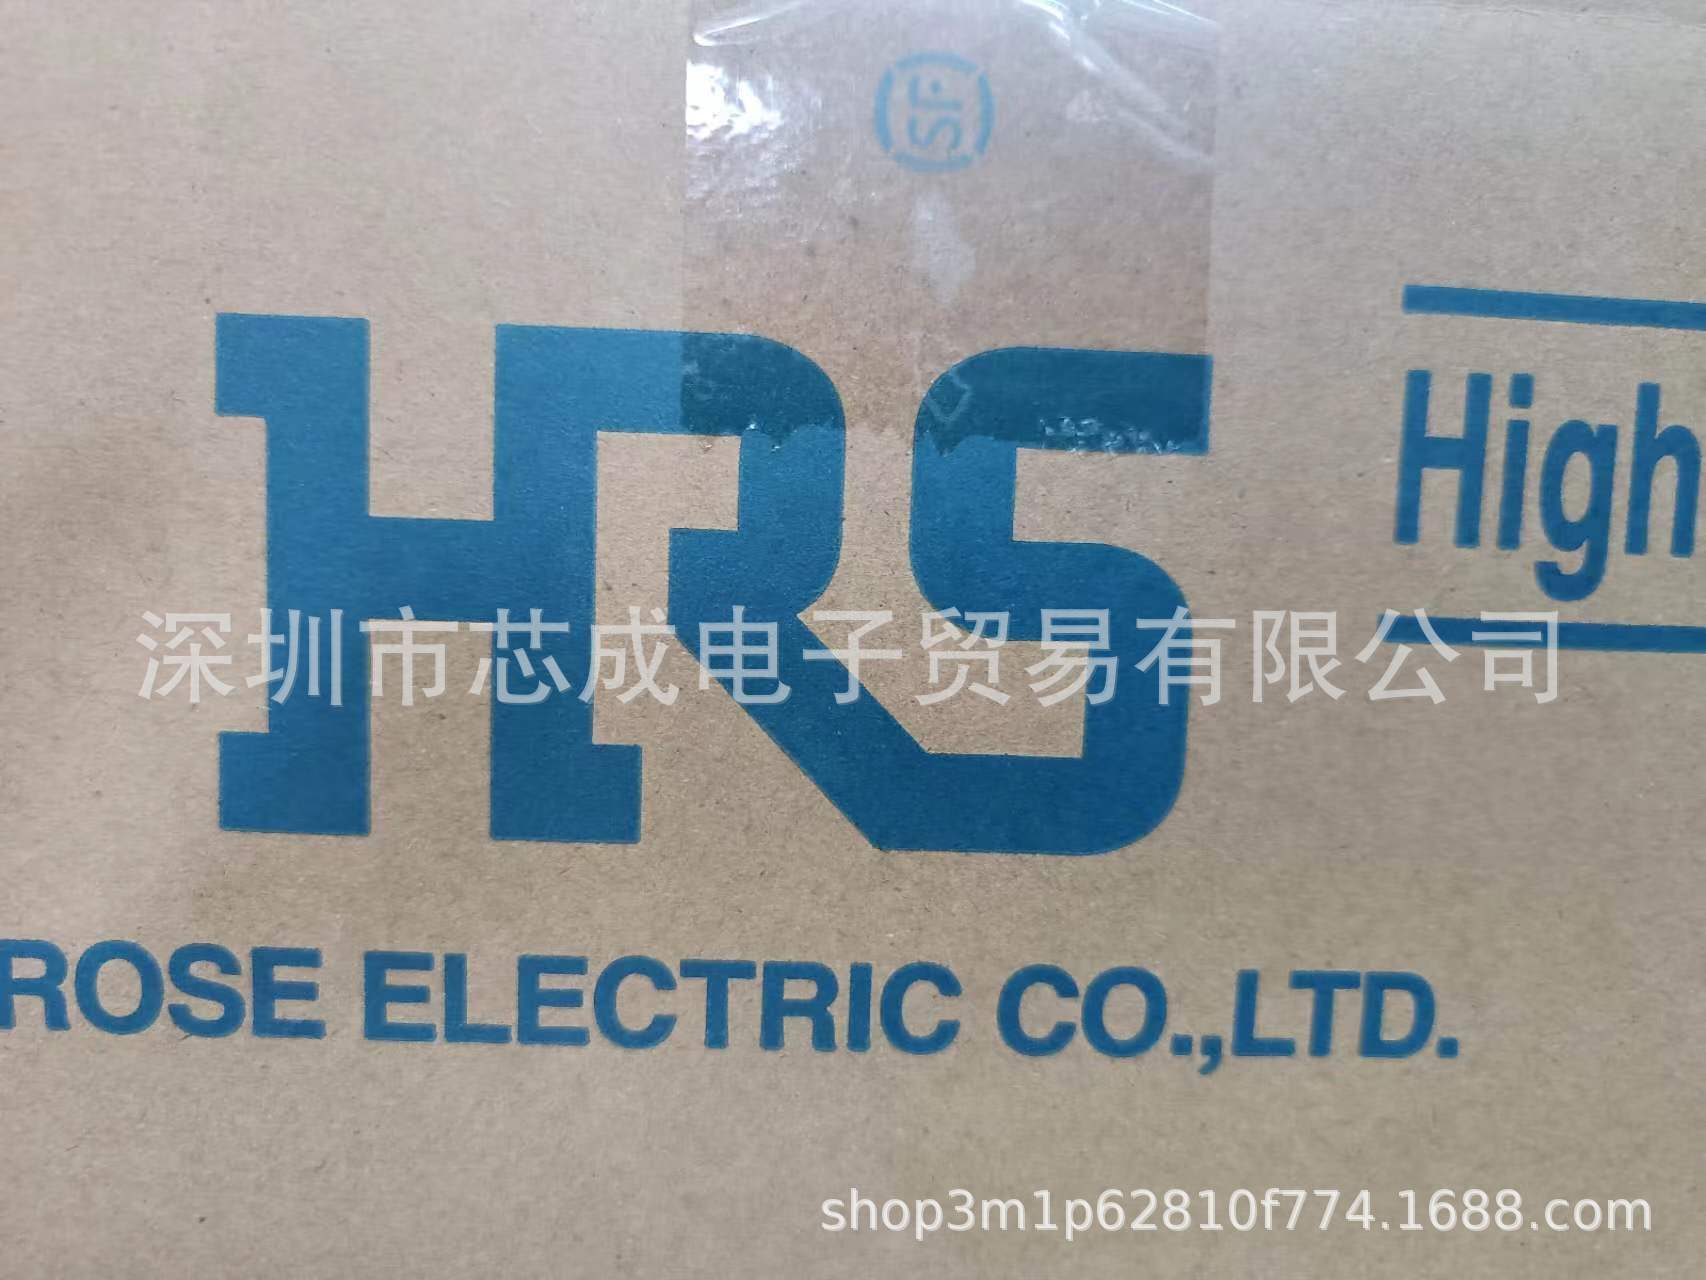 SF
HRS
High
深圳市芯成电子贸易有限公司
ROSE ELECTRIC CO.,LTD.
shop3m1p62810f774.1688.com